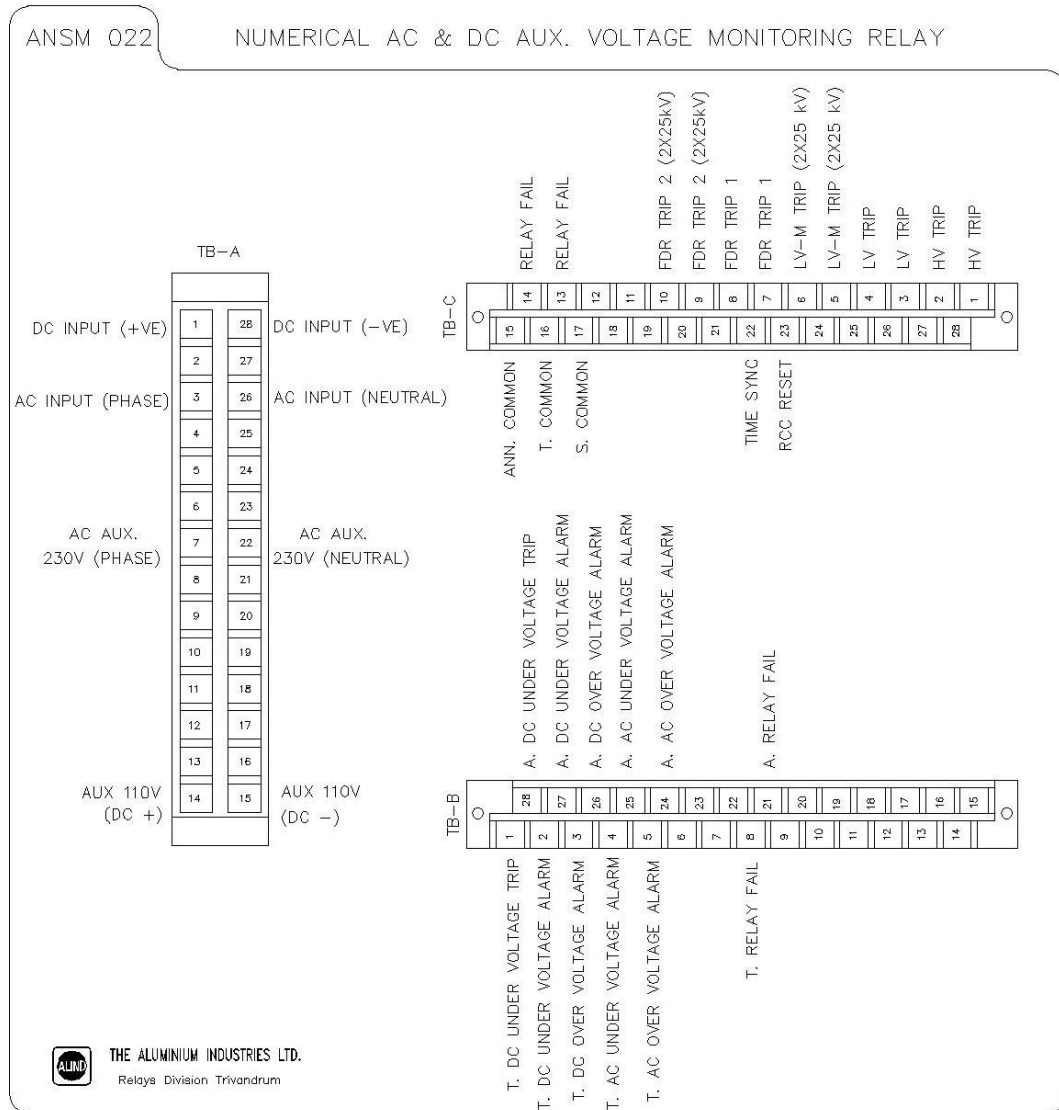 ANSM 022
NUMERICAL AC & DC AUX. VOLTAGE MONITORING RELAY
TB-A
DC INPUT (+VE)
1
28
DC INPUT (-VE)
2
27
AC INPUT (PHASE)
3
26
AC INPUT (NEUTRAL)
4
25
5
24
6
23
AC AUX.
230V (PHASE)
7
22
AC AUX.
230V (NEUTRAL)
8
21
9
20
10
19
11
18
12
17
13
16
AUX 110V
(DC +)
14
15
AUX 110V
(DC -)
TB-C
RELAY FAIL
RELAY FAIL
FDR TRIP 2 (2X25kV)
FDR TRIP 2 (2X25kV)
FDR TRIP 1
FDR TRIP 1
LV-M TRIP (2X25 kV)
LV-M TRIP (2X25 kV)
LV TRIP
LV TRIP
HV TRIP
HV TRIP
14 13 12 11 10 9 8 7 6 5 4 3 2 1
15 16 17 18 19 20 21 22 23 24 25 26 27 28
ANN. COMMON
T. COMMON
S. COMMON
TIME SYNC
RCC RESET
TB-B
A. DC UNDER VOLTAGE TRIP
A. DC UNDER VOLTAGE ALARM
A. DC OVER VOLTAGE ALARM
A. AC UNDER VOLTAGE ALARM
A. AC OVER VOLTAGE ALARM
A. RELAY FAIL
28 27 26 25 24 23 22 21 20 19 18 17 16 15
1 2 3 4 5 6 7 8 9 10 11 12 13 14
T. DC UNDER VOLTAGE TRIP
T. DC UNDER VOLTAGE ALARM
T. DC OVER VOLTAGE ALARM
T. AC UNDER VOLTAGE ALARM
T. AC OVER VOLTAGE ALARM
T. RELAY FAIL
ALIND
THE ALUMINIUM INDUSTRIES LTD.
Relays Division Trivandrum